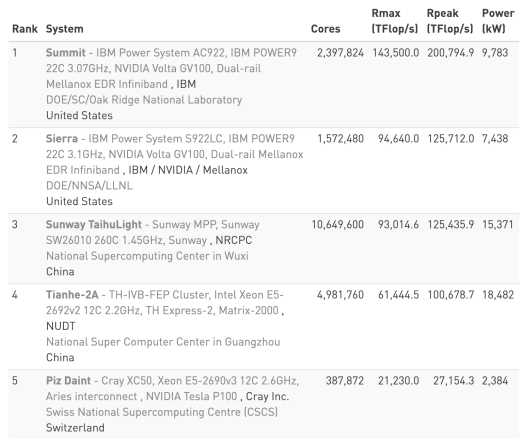 Rank System Cores Rmax (TFlop/s) Rpeak (TFlop/s) Power (kW)
1 Summit - IBM Power System AC922, IBM POWER9 2,397,824 143,500.0 200,794.9 9,783
22C 3.07GHz, NVIDIA Volta GV100, Dual-rail
Mellanox EDR Infiniband , IBM
DOE/SC/Oak Ridge National Laboratory
United States
2 Sierra - IBM Power System S922LC, IBM POWER9 1,572,480 94,640.0 125,712.0 7,438
22C 3.1GHz, NVIDIA Volta GV100, Dual-rail Mellanox
EDR Infiniband , IBM / NVIDIA / Mellanox
DOE/NNSA/LLNL
United States
3 Sunway TaihuLight - Sunway MPP, Sunway 10,649,600 93,014.6 125,435.9 15,371
SW26010 260C 1.45GHz, Sunway , NRCPC
National Supercomputing Center in Wuxi
China
4 Tianhe-2A - TH-IVB-FEP Cluster, Intel Xeon E5- 4,981,760 61,444.5 100,678.7 18,482
2692v2 12C 2.2GHz, TH Express-2, Matrix-2000 ,
NUDT
National Super Computer Center in Guangzhou
China
5 Piz Daint - Cray XC50, Xeon E5-2690v3 12C 2.6GHz, 387,872 21,230.0 27,154.3 2,384
Aries interconnect , NVIDIA Tesla P100 , Cray Inc.
Swiss National Supercomputing Centre (CSCS)
Switzerland